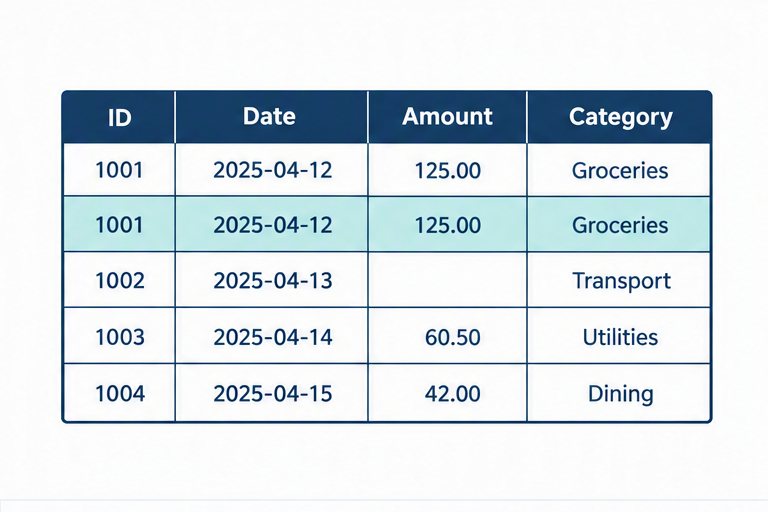 ID Date Amount Category
1001 2025-04-12 125.00 Groceries
1001 2025-04-12 125.00 Groceries
1002 2025-04-13 Transport
1003 2025-04-14 60.50 Utilities
1004 2025-04-15 42.00 Dining